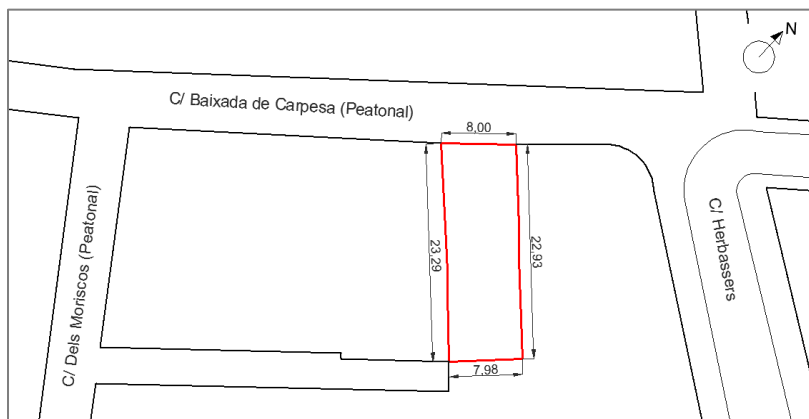 N
C/ Baixada de Carpesa (Peatonal)
8,00
C/ Dels Moriscos (Peatonal)
23,29
22,93
C/ Herbassers
7,98